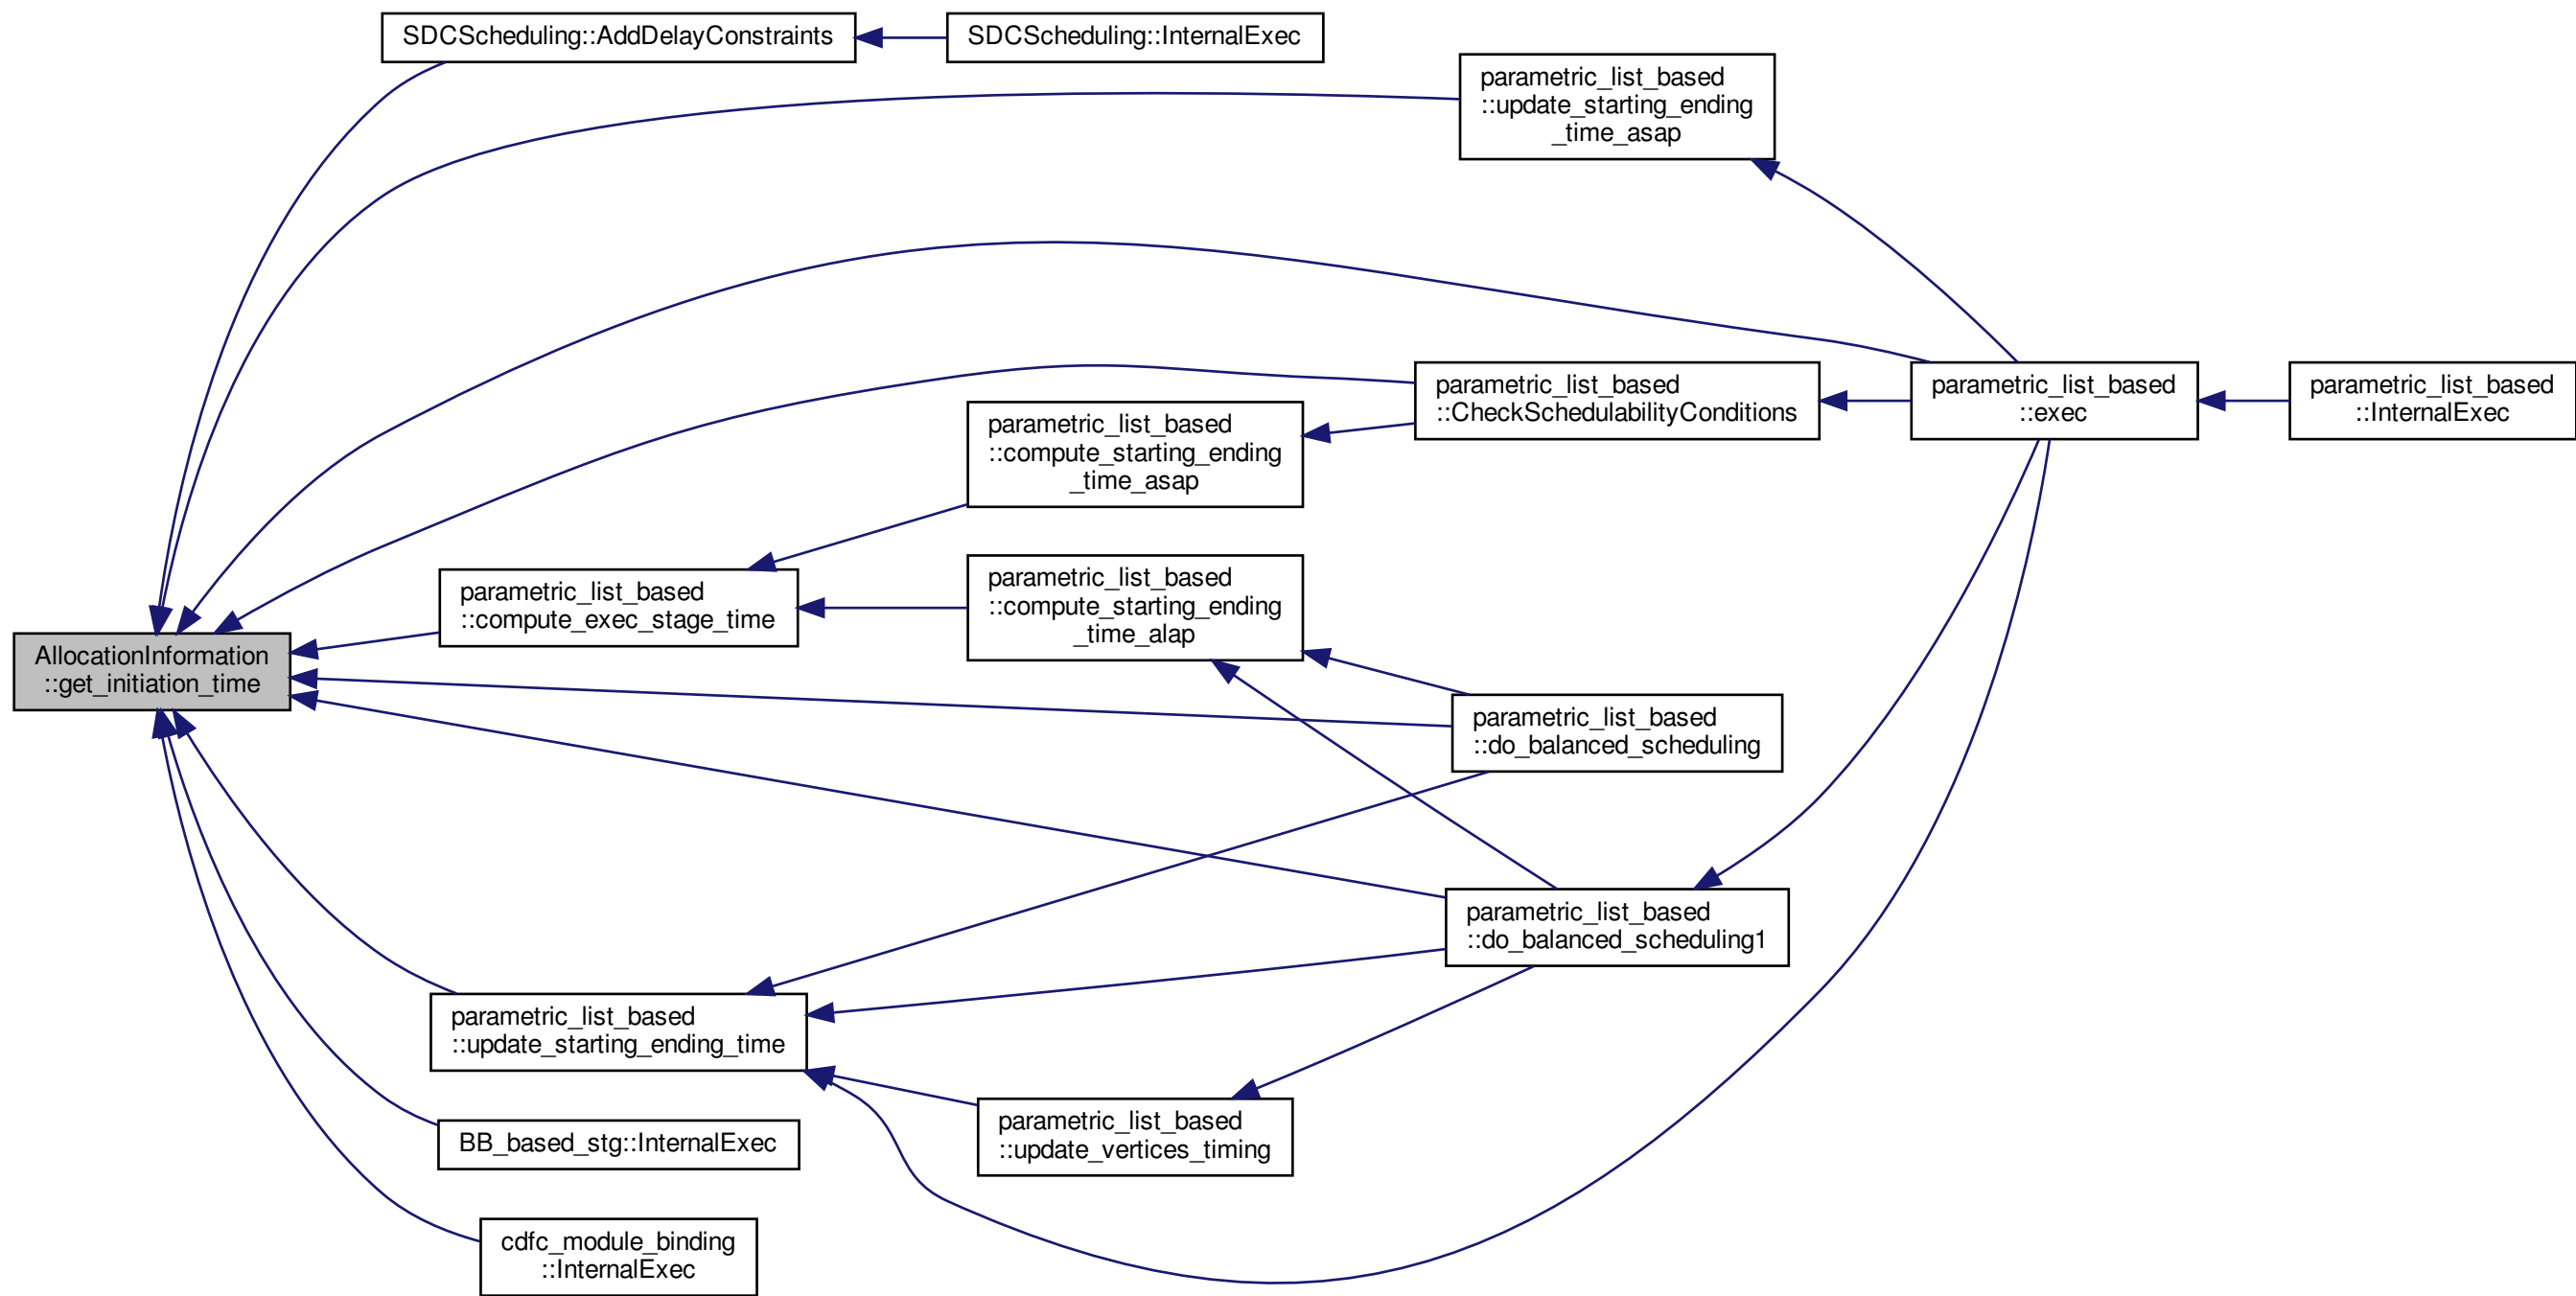 SDCScheduling::AddDelayConstraints
SDCScheduling::InternalExec
parametric_list_based
::update_starting_ending
_time_asap
parametric_list_based
::CheckSchedulabilityConditions
parametric_list_based
::exec
parametric_list_based
::InternalExec
parametric_list_based
::compute_starting_ending
_time_asap
parametric_list_based
::compute_exec_stage_time
parametric_list_based
::compute_starting_ending
_time_alap
AllocationInformation
::get_initiation_time
parametric_list_based
::do_balanced_scheduling
parametric_list_based
::do_balanced_scheduling1
parametric_list_based
::update_starting_ending_time
parametric_list_based
::update_vertices_timing
BB_based_stg::InternalExec
cdfc_module_binding
::InternalExec